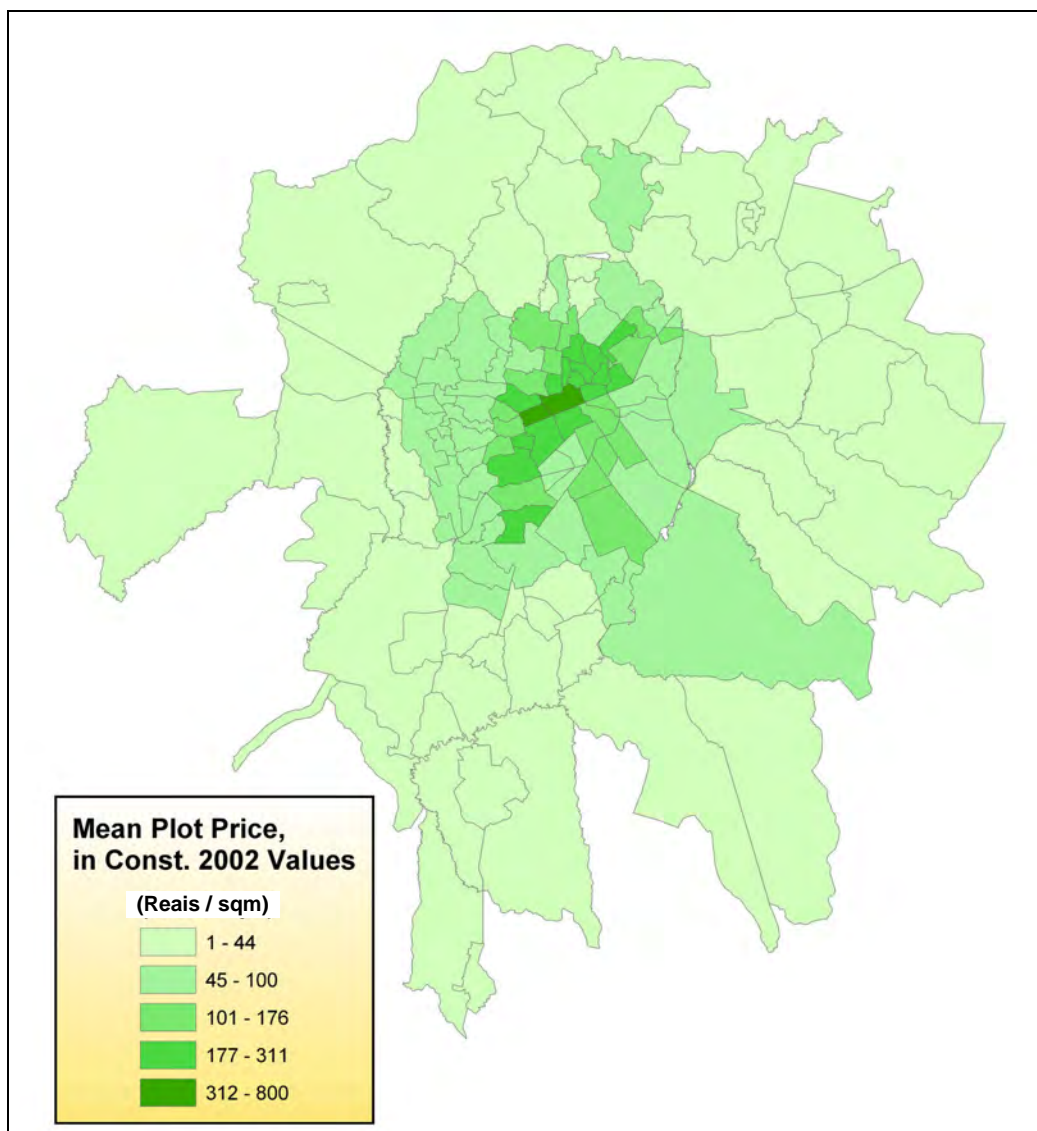 Mean Plot Price,
in Const. 2002 Values
(Reais / sqm)
1 - 44
45 - 100
101 - 176
177 - 311
312 - 800